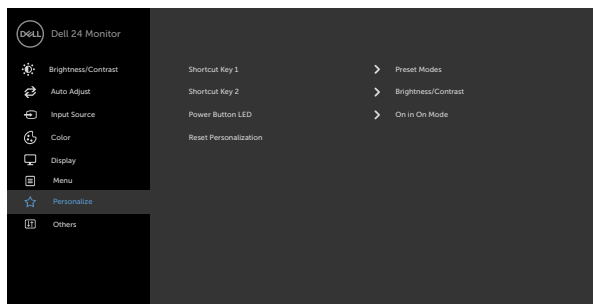 DELL Dell 24 Monitor
Brightness/Contrast Shortcut Key 1 Preset Modes
Auto Adjust Shortcut Key 2 Brightness/Contrast
Input Source Power Button LED On in On Mode
Color Reset Personalization
Display
Menu
Personalize
Others